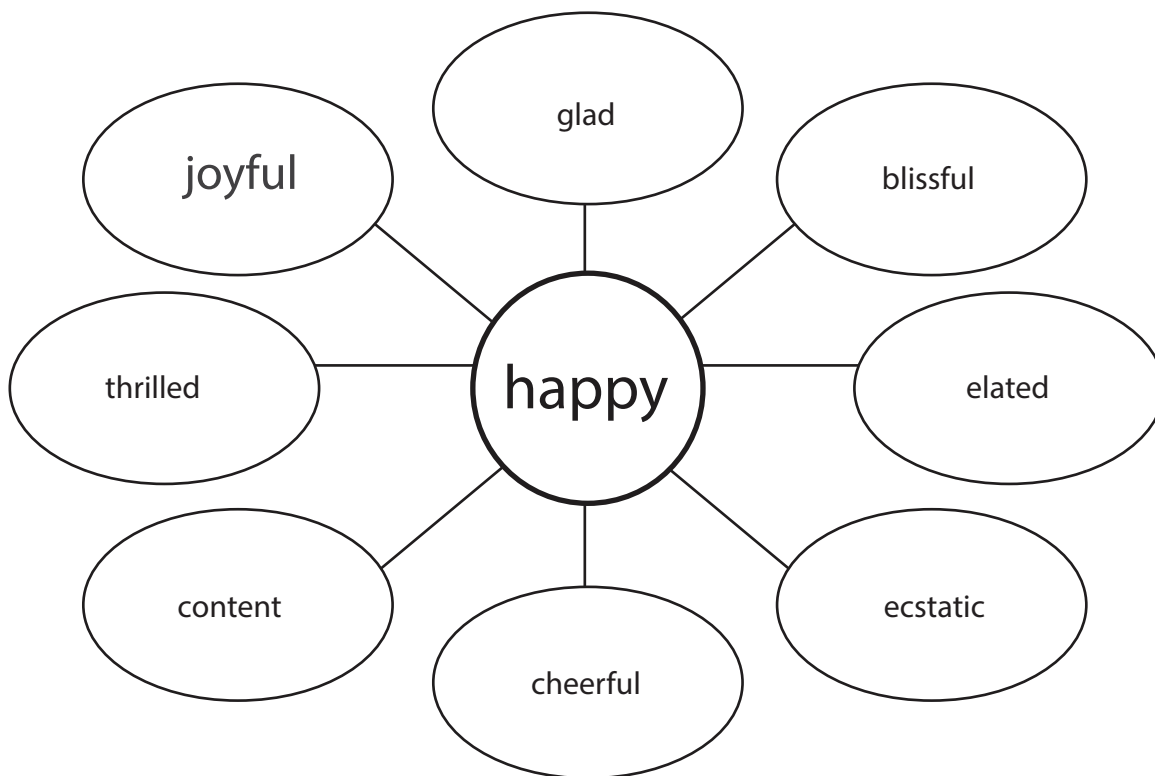 glad
joyful
blissful
happy
thrilled
elated
content
ecstatic
cheerful